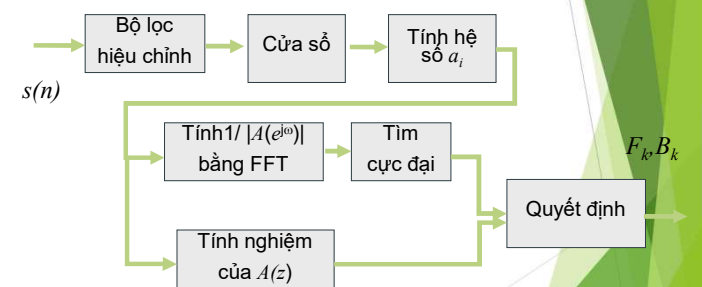 Bộ lọc
hiệu chỉnh
Cửa sổ
Tính hệ
số aᵢ
s(n)
Tính1/ |A(e^jω)|
bằng FFT
Tìm
cực đại
Fₖ,Bₖ
Quyết định
Tính nghiệm
của A(z)